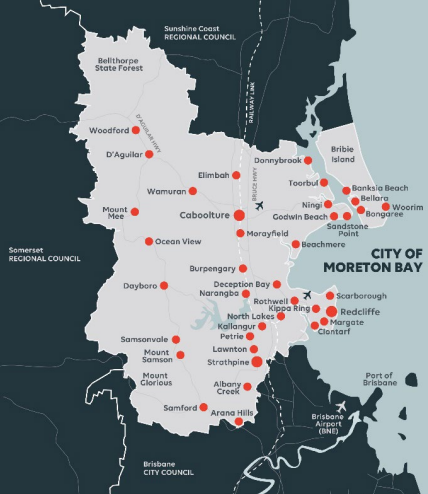 Sunshine Coast
REGIONAL COUNCIL
Bellthorpe
State Forest
RAILWAY LINK
D'AGUILAR HWY
Woodford
D'Aguilar
Donnybrook
Bribie
Island
Elimbah
BRUCE HWY
Toorbul
Banksia Beach
Wamuran
Bellara
Woorim
Mount
Mee
Ningi
Bongaree
Caboolture
Godwin Beach
Sandstone
Point
Morayfield
Ocean View
Beachmere
Somerset
REGIONAL COUNCIL
CITY OF
MORETON BAY
Burpengary
Deception Bay
Dayboro
Narangba
Rothwell
Scarborough
Kippa Ring
Redcliffe
North Lakes
Margate
Kallangur
Clontarf
Petrie
Samsonvale
Lawnton
Mount
Samson
Strathpine
Mount
Glorious
Port of
Brisbane
Albany
Creek
Samford
Arana Hills
Brisbane
Airport
(BNE)
Brisbane
CITY COUNCIL